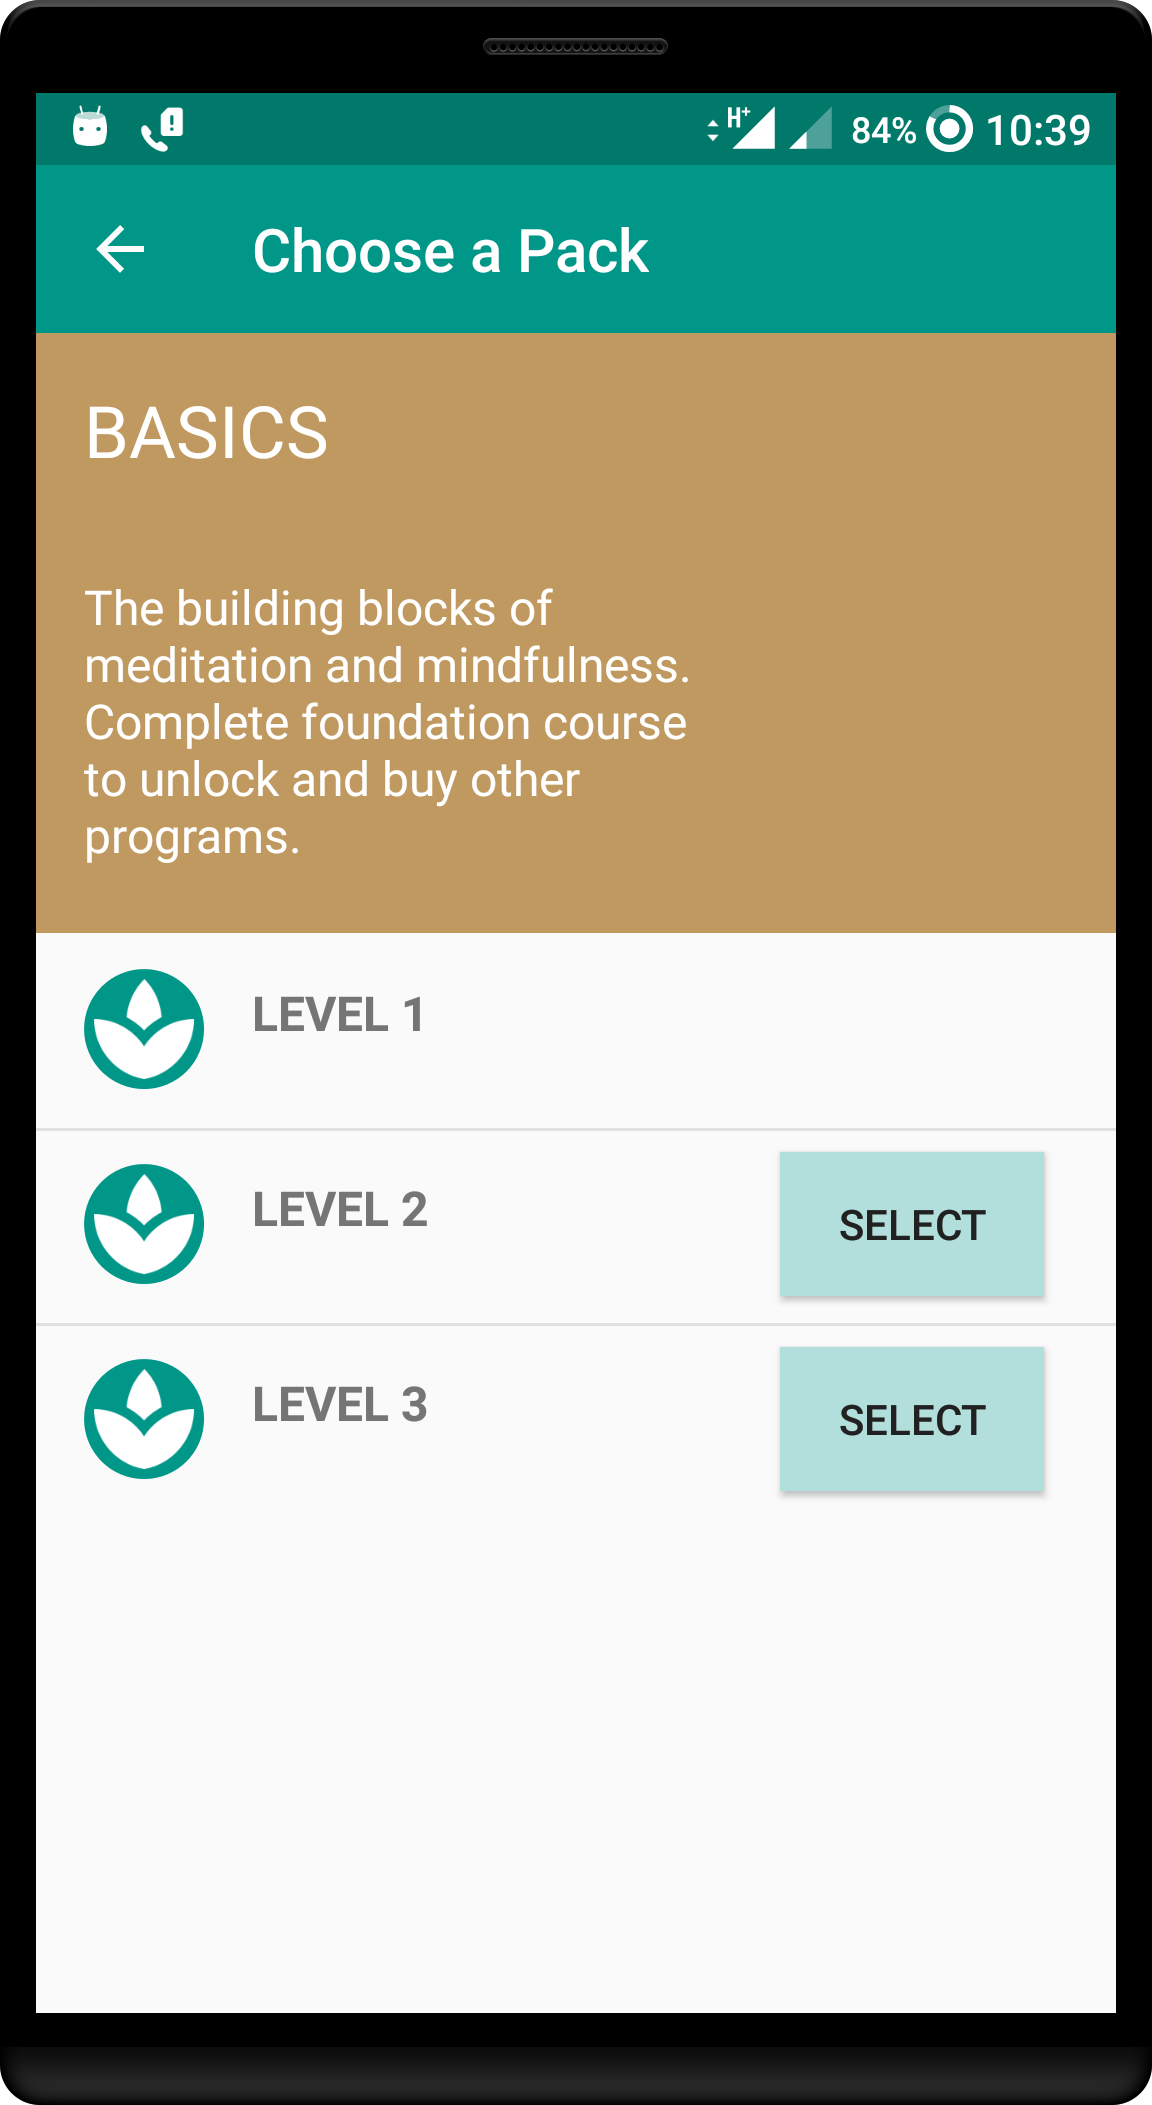 H+ 84% 10:39
Choose a Pack
BASICS
The building blocks of
meditation and mindfulness.
Complete foundation course
to unlock and buy other
programs.
LEVEL 1
LEVEL 2
SELECT
LEVEL 3
SELECT